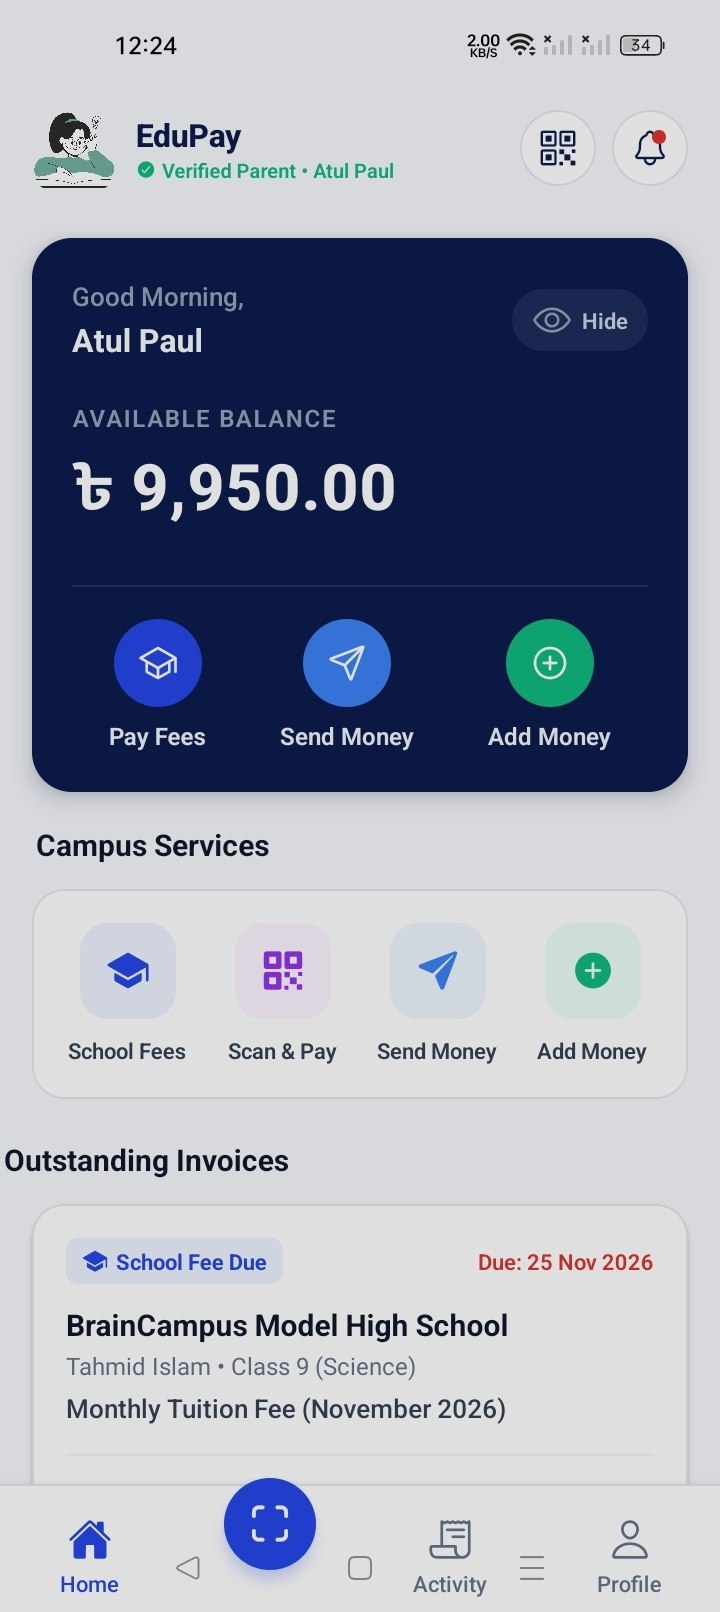 12:24
2.00
KB/S
34
EduPay
Verified Parent • Atul Paul
Good Morning,
Atul Paul
Hide
AVAILABLE BALANCE
৳ 9,950.00
Pay Fees
Send Money
Add Money
Campus Services
School Fees
Scan & Pay
Send Money
Add Money
Outstanding Invoices
School Fee Due
Due: 25 Nov 2026
BrainCampus Model High School
Tahmid Islam • Class 9 (Science)
Monthly Tuition Fee (November 2026)
Home
Activity
Profile